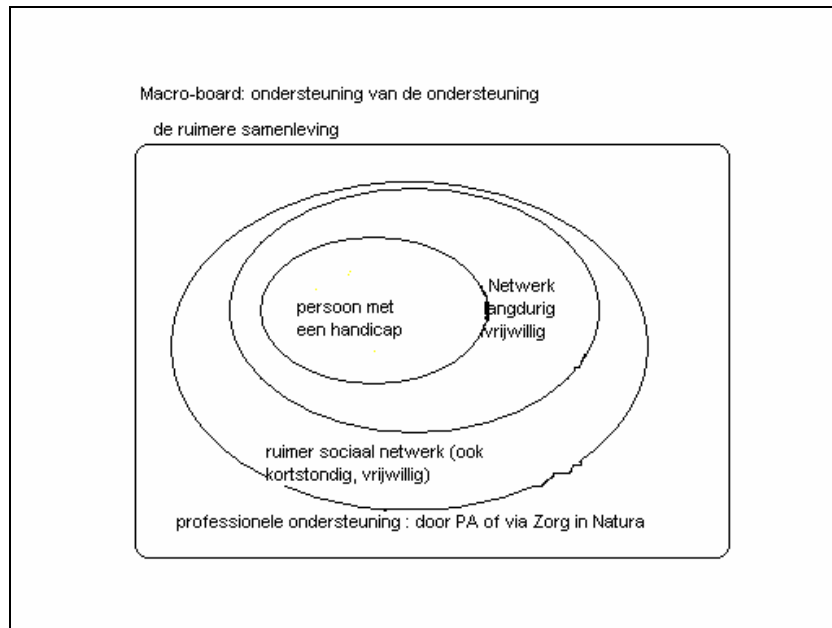 Macro-board: ondersteuning van de ondersteuning
de ruimere samenleving
persoon met
een handicap
Netwerk
langdurig
vrijwillig
ruimer sociaal netwerk (ook
kortstondig, vrijwillig)
professionele ondersteuning : door PA of via Zorg in Natura